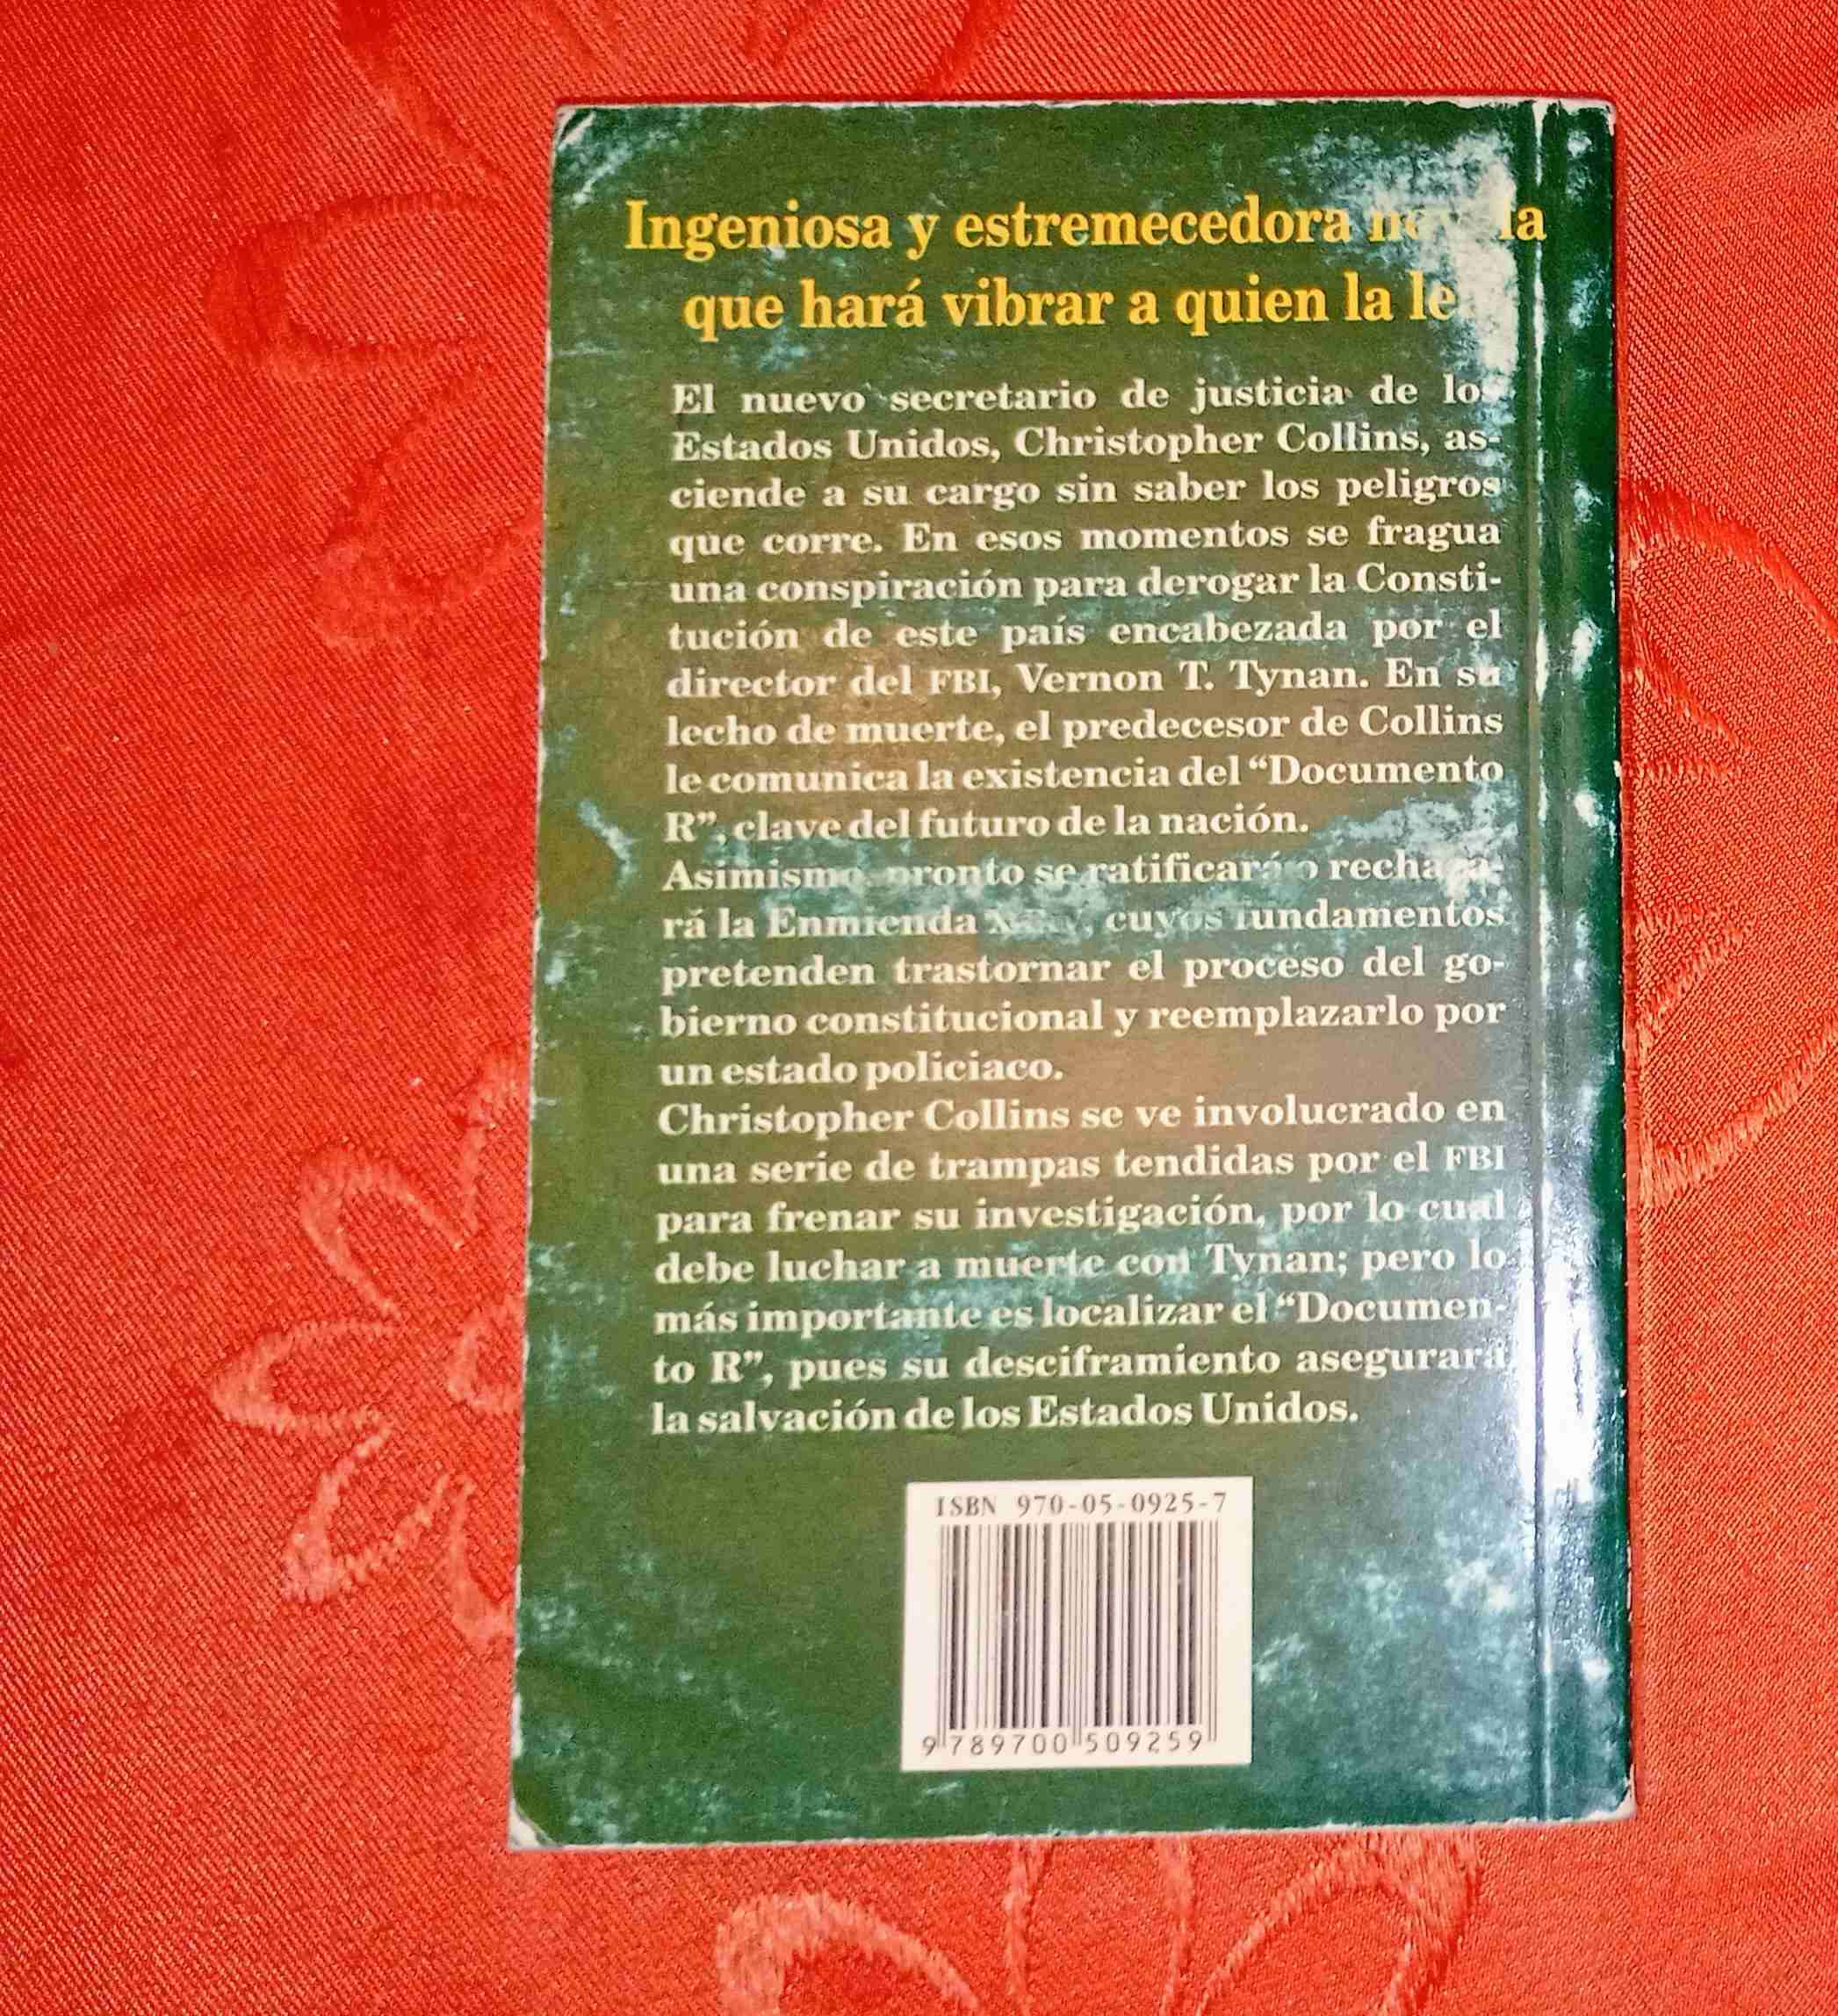 Ingeniosa y estremecedora
que hará vibrar a quien la
El nuevo secretario de justicia de los
Estados Unidos, Christopher Collins, as-
ciende a su cargo sin saber los peligros
que corre. En esos momentos se fragua
una conspiración para derogar la Consti-
tución de este país encabezada por el
director del FBI, Vernon T. Tynan. En su
lecho de muerte, el predecesor de Collins
le comunica la existencia del “Documento
R”, clave del futuro de la nación.
Asimismo, pronto se ratificará o rechaza-
rá la Enmienda cuyos fundamentos
pretenden trastornar el proceso del go-
bierno constitucional y reemplazarlo por
un estado policiaco.
Christopher Collins se ve involucrado en
una serie de trampas tendidas por el FBI
para frenar su investigación, por lo cual
debe luchar a muerte con Tynan; pero lo
más importante es localizar el “Documen-
to R”, pues su desciframiento asegurará
la salvación de los Estados Unidos.
ISBN 970-05-0925-7
9 789700 509259